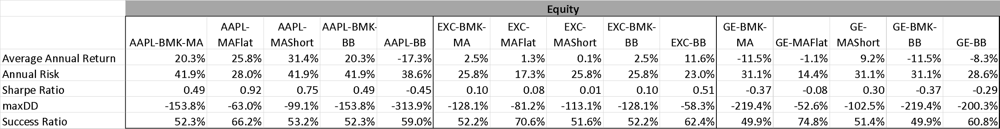 Equity
AAPL-BMK-MA AAPL-MAFlat AAPL-MAShort AAPL-BMK-BB AAPL-BB EXC-BMK-MA EXC-MAFlat EXC-MAShort EXC-BMK-BB EXC-BB GE-BMK-MA GE-MAFlat GE-MAShort GE-BMK-BB GE-BB
Average Annual Return 20.3% 25.8% 31.4% 20.3% -17.3% 2.5% 1.3% 0.1% 2.5% 11.6% -11.5% -1.1% 9.2% -11.5% -8.3%
Annual Risk 41.9% 28.0% 41.9% 41.9% 38.6% 25.8% 17.3% 25.8% 25.8% 23.0% 31.1% 14.4% 31.1% 31.1% 28.6%
Sharpe Ratio 0.49 0.92 0.75 0.49 -0.45 0.10 0.08 0.01 0.10 0.51 -0.37 -0.08 0.30 -0.37 -0.29
maxDD -153.8% -63.0% -99.1% -153.8% -313.9% -128.1% -81.2% -113.1% -128.1% -58.3% -219.4% -52.6% -102.5% -219.4% -200.3%
Success Ratio 52.3% 66.2% 53.2% 52.3% 59.0% 52.2% 70.6% 51.6% 52.2% 62.4% 49.9% 74.8% 51.4% 49.9% 60.8%